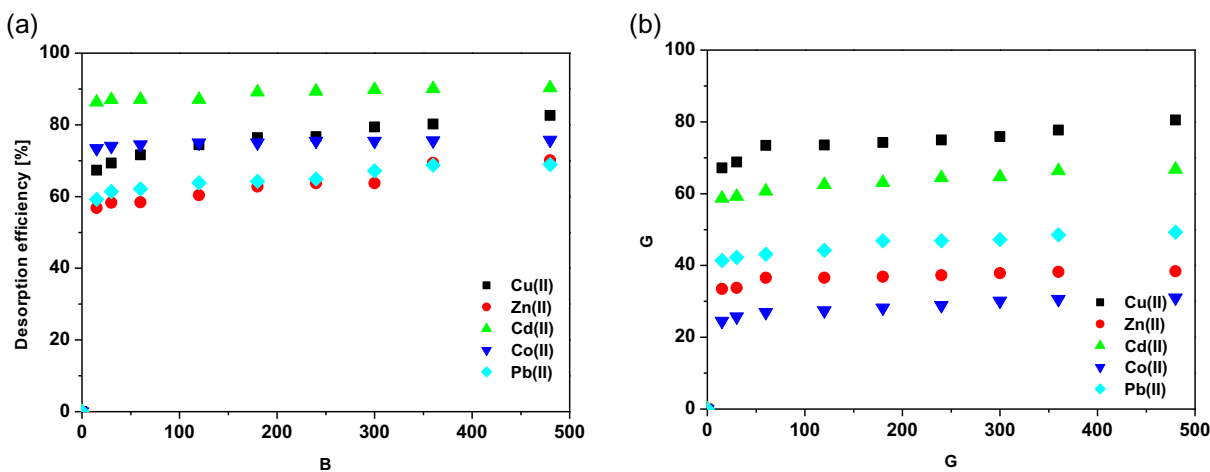 (a)
100
80
60
40
20
0
Desorption efficiency [%]
Cu(II)
Zn(II)
Cd(II)
Co(II)
Pb(II)
0 100 200 300 400 500
B
(b)
100
80
60
40
20
0
G
Cu(II)
Zn(II)
Cd(II)
Co(II)
Pb(II)
0 100 200 300 400 500
G